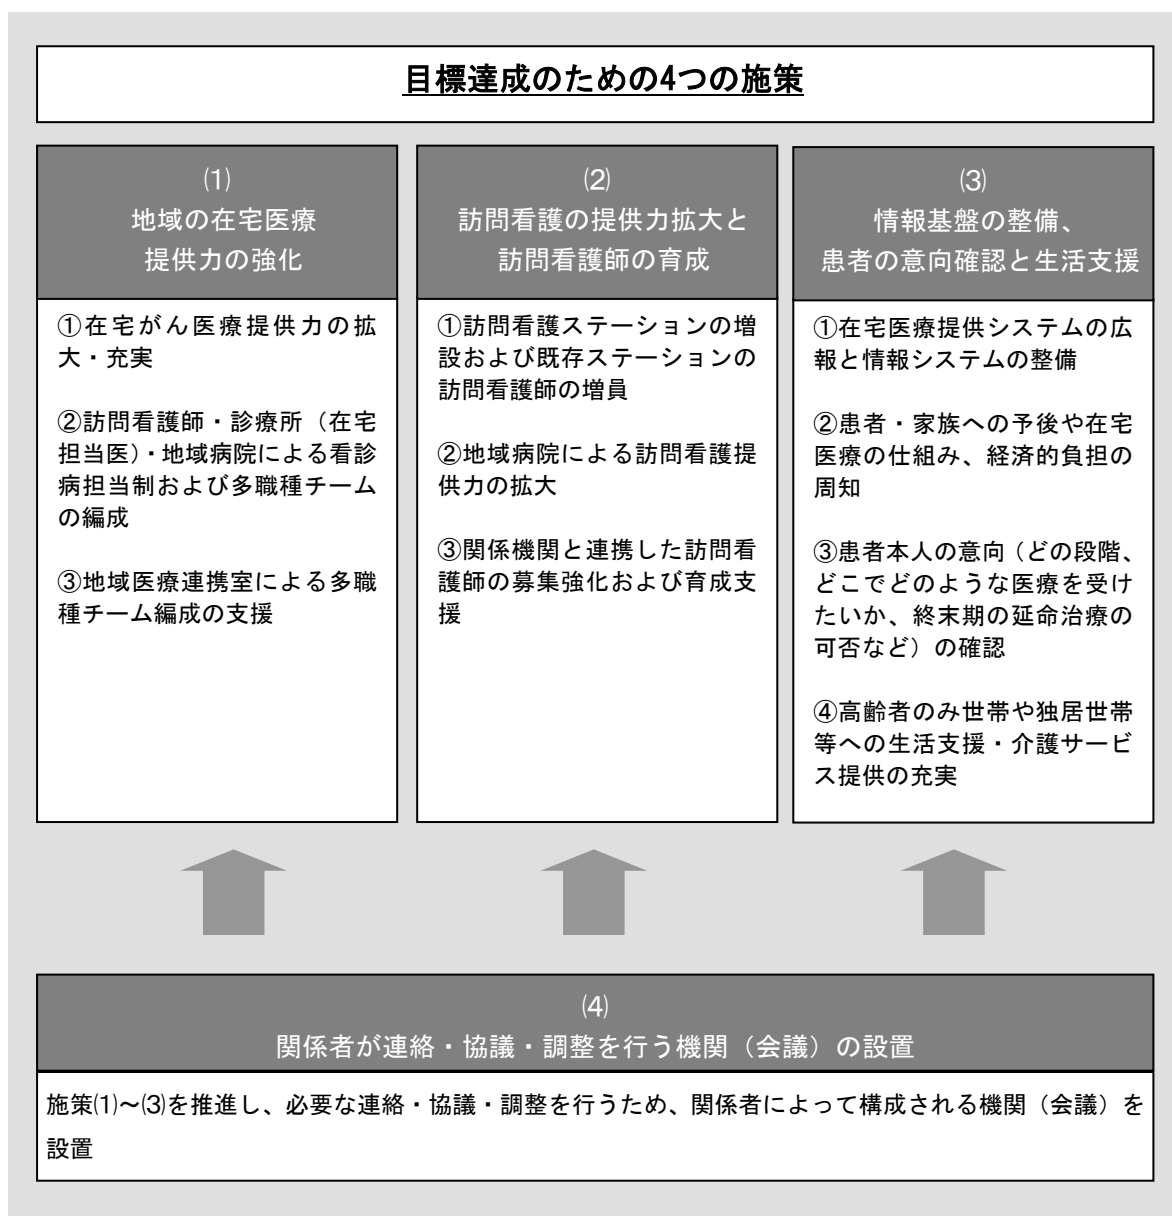 目標達成のための4つの施策
(1)
地域の在宅医療
提供力の強化
①在宅がん医療提供力の拡
大・充実
②訪問看護師・診療所（在宅
担当医）・地域病院による看診
病担当制および多職種チーム
の編成
③地域医療連携室による多職
種チーム編成の支援
(2)
訪問看護の提供力拡大と
訪問看護師の育成
①訪問看護ステーションの増
設および既存ステーションの
訪問看護師の増員
②地域病院による訪問看護提
供力の拡大
③関係機関と連携した訪問看
護師の募集強化および育成支
援
(3)
情報基盤の整備、
患者の意向確認と生活支援
①在宅医療提供システムの広
報と情報システムの整備
②患者・家族への予後や在宅
医療の仕組み、経済的負担の
周知
③患者本人の意向（どの段階、
どこでどのような医療を受け
たいか、終末期の延命治療の
可否など）の確認
④高齢者のみ世帯や独居世帯
等への生活支援・介護サービ
ス提供の充実
(4)
関係者が連絡・協議・調整を行う機関（会議）の設置
施策(1)～(3)を推進し、必要な連絡・協議・調整を行うため、関係者によって構成される機関（会議）を
設置